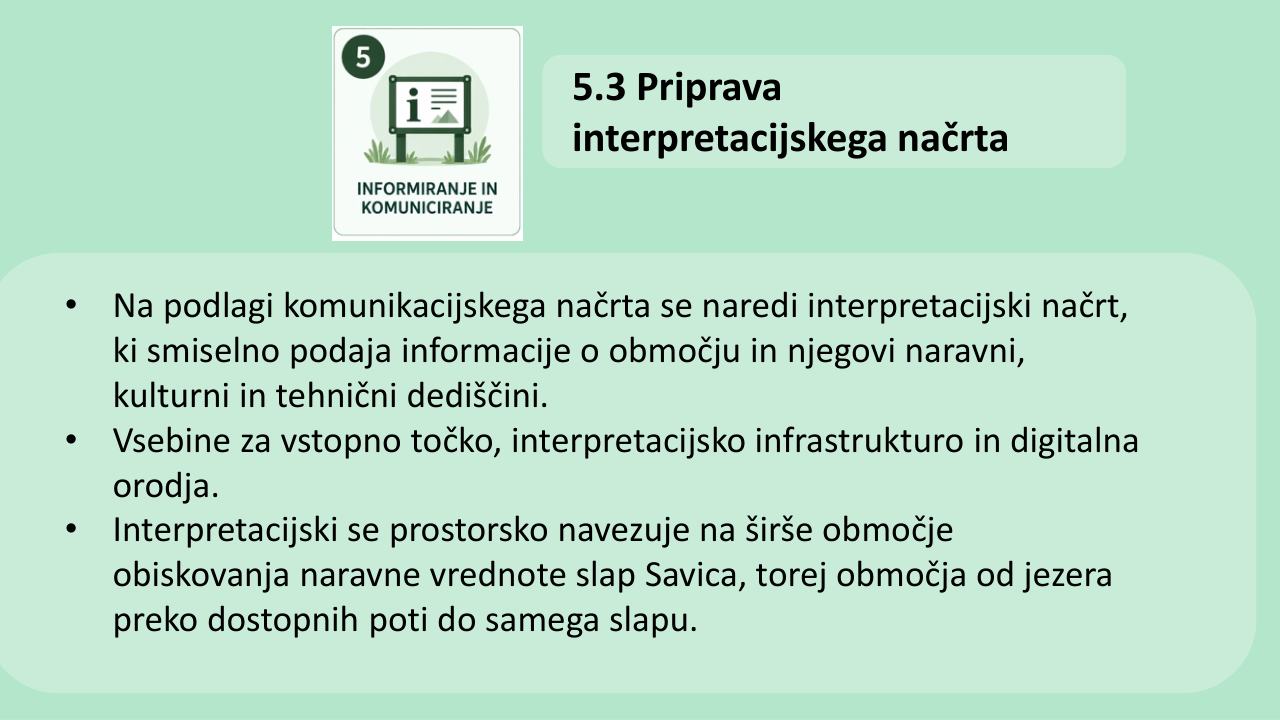 5
i
INFORMIRANJE IN
KOMUNICIRANJE
5.3 Priprava
interpretacijskega načrta
• Na podlagi komunikacijskega načrta se naredi interpretacijski načrt,
ki smiselno podaja informacije o območju in njegovi naravni,
kulturni in tehnični dediščini.
• Vsebine za vstopno točko, interpretacijsko infrastrukturo in digitalna
orodja.
• Interpretacijski se prostorsko navezuje na širše območje
obiskovanja naravne vrednote slap Savica, torej območja od jezera
preko dostopnih poti do samega slapu.